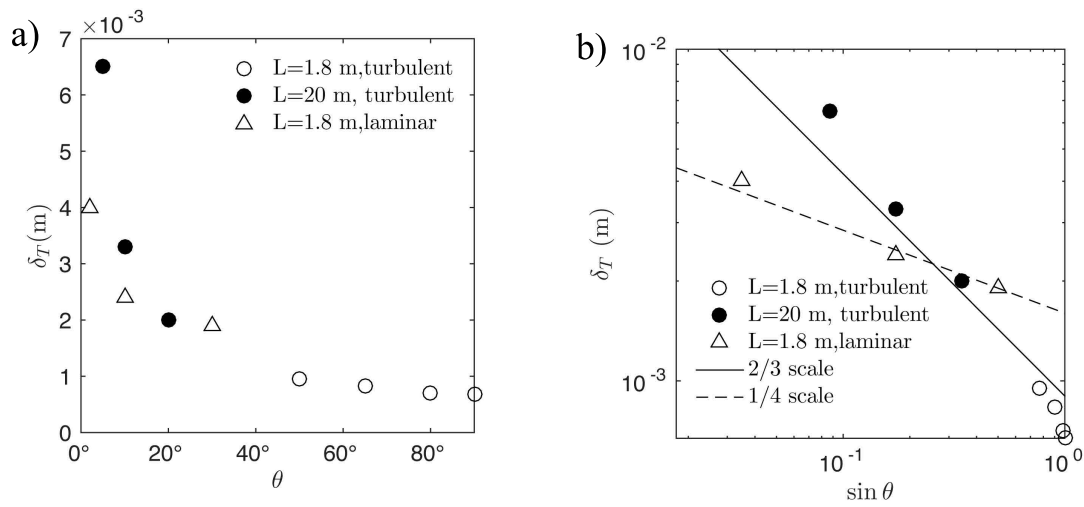 a)
×10^-3
7
6
5
4
3
2
1
0
δ_T(m)
L=1.8 m,turbulent
L=20 m, turbulent
L=1.8 m,laminar
0° 20° 40° 60° 80°
θ
b)
10^-2
10^-3
δ_T (m)
L=1.8 m,turbulent
L=20 m, turbulent
L=1.8 m,laminar
2/3 scale
1/4 scale
10^-1 10^0
sin θ